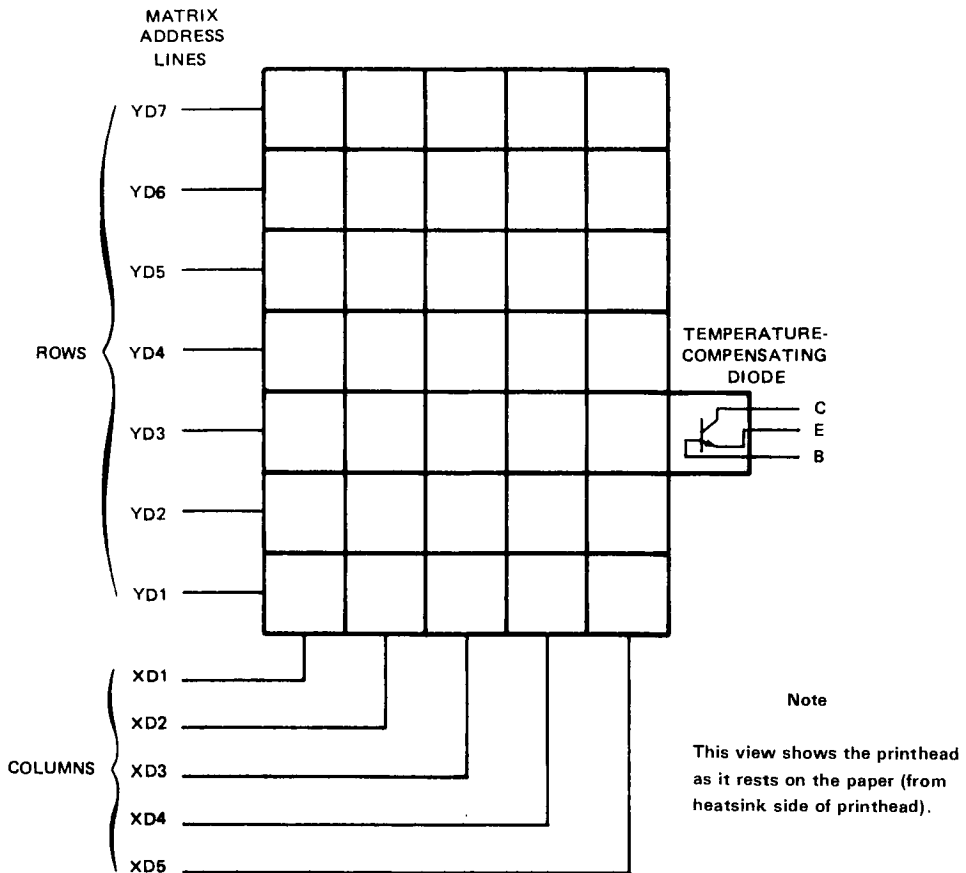 MATRIX
ADDRESS
LINES
YD7
YD6
YD5
ROWS
YD4
TEMPERATURE-
COMPENSATING
DIODE
C
YD3
E
B
YD2
YD1
XD1
XD2
COLUMNS
XD3
XD4
XD5
Note
This view shows the printhead
as it rests on the paper (from
heatsink side of printhead).